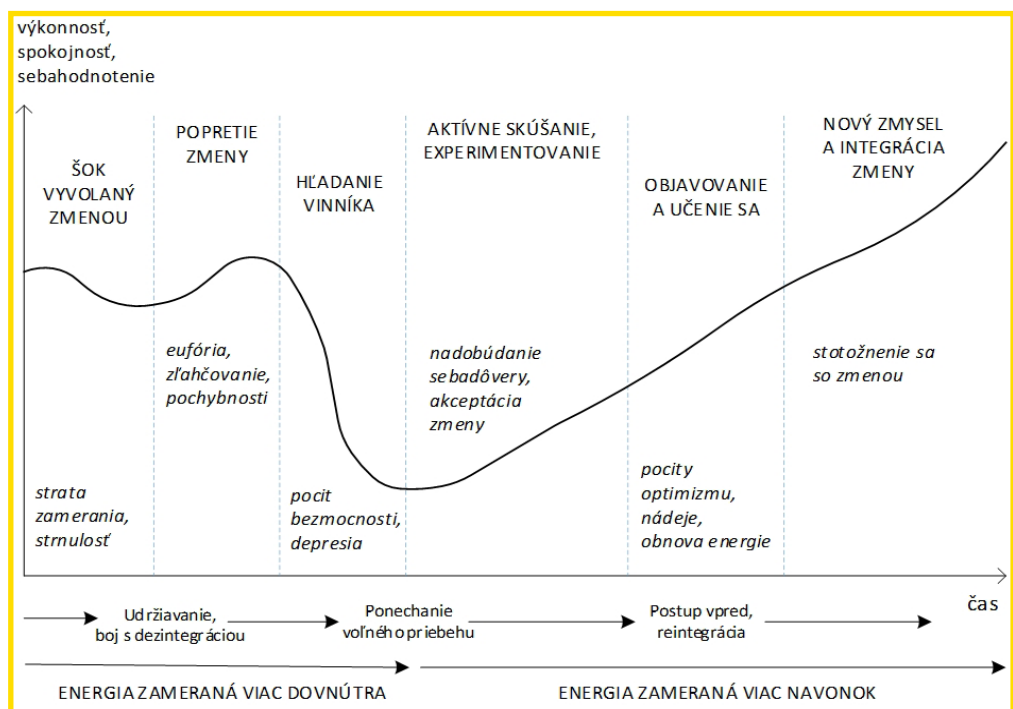 výkonnosť,
spokojnosť,
sebahodnotenie
ŠOK
VYVOLANÝ
ZMENOU
POPRETIE
ZMENY
HĽADANIE
VINNÍKA
AKTÍVNE SKÚŠANIE,
EXPERIMENTOVANIE
OBJAVOVANIE
A UČENIE SA
NOVÝ ZMYSEL
A INTEGRÁCIA
ZMENY
strata
zamerania,
strnulosť
eufória,
zľahčovanie,
pochybnosti
pocit
bezmocnosti,
depresia
nadobúdanie
sebadôvery,
akceptácia
zmeny
pocity
optimizmu,
nádeje,
obnova energie
stotožnenie sa
so zmenou
čas
Udržiavanie,
boj s dezintegráciou
Ponechanie
voľného priebehu
Postup vpred,
reintegrácia
ENERGIA ZAMERANÁ VIAC DOVNÚTRA
ENERGIA ZAMERANÁ VIAC NAVONOK